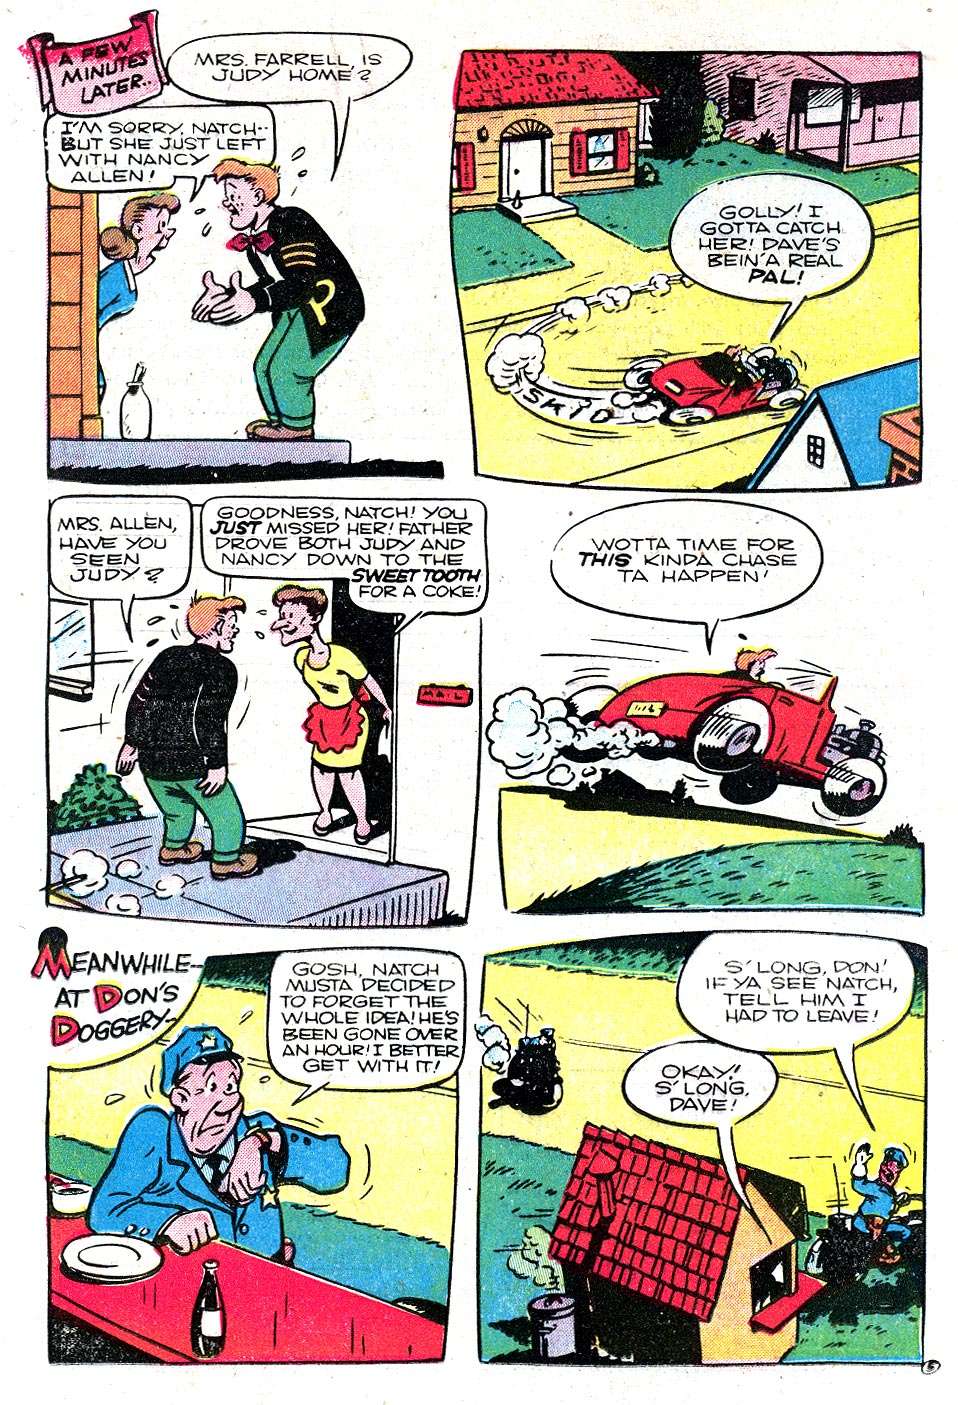 A FEW
MINUTES
LATER..
MRS. FARRELL, IS
JUDY HOME?
I'M SORRY, NATCH--
BUT SHE JUST LEFT
WITH NANCY
ALLEN!
GOLLY! I
GOTTA CATCH
HER! DAVE'S
BEIN' A REAL
PAL!
SKID
MRS. ALLEN,
HAVE YOU
SEEN
JUDY?
GOODNESS, NATCH! YOU
JUST MISSED HER! FATHER
DROVE BOTH JUDY AND
NANCY DOWN TO THE
SWEET TOOTH
FOR A COKE!
MAIL
WOTTA TIME FOR
THIS KINDA CHASE
TA HAPPEN!
MEANWHILE--
AT DON'S
DOGGERY--
GOSH, NATCH
MUSTA DECIDED
TO FORGET THE
WHOLE IDEA! HE'S
BEEN GONE OVER
AN HOUR! I BETTER
GET WITH IT!
S'LONG, DON!
IF YA SEE NATCH,
TELL HIM I
HAD TO LEAVE!
OKAY!
S'LONG,
DAVE!
5